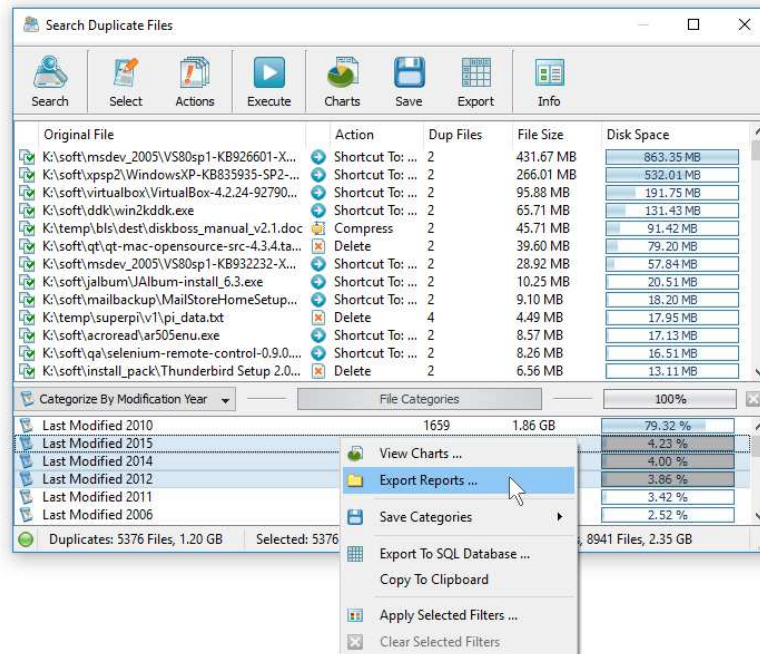 Search Duplicate Files
Search Select Actions Execute Charts Save Export Info
Original File Action Dup Files File Size Disk Space
K:\soft\msdev_2005\VS80sp1-KB926601-X... Shortcut To: ... 2 431.67 MB 863.35 MB
K:\soft\xpsp2\WindowsXP-KB835935-SP2-... Shortcut To: ... 2 266.01 MB 532.01 MB
K:\soft\virtualbox\VirtualBox-4.2.24-92790... Shortcut To: ... 2 95.88 MB 191.75 MB
K:\soft\ddk\win2kddk.exe Shortcut To: ... 2 65.71 MB 131.43 MB
K:\temp\bls\dest\diskboss_manual_v2.1.doc Compress 2 45.71 MB 91.42 MB
K:\soft\qt\qt-mac-opensource-src-4.3.4.ta... Delete 2 39.60 MB 79.20 MB
K:\soft\msdev_2005\VS80sp1-KB932232-X... Shortcut To: ... 2 28.92 MB 57.84 MB
K:\soft\jalbum\JAlbum-install_6.3.exe Shortcut To: ... 2 10.25 MB 20.51 MB
K:\soft\mailbackup\MailStoreHomeSetup... Shortcut To: ... 2 9.10 MB 18.20 MB
K:\temp\superpi\v1\pi_data.txt Delete 4 4.49 MB 17.95 MB
K:\soft\acroread\ar505enu.exe Shortcut To: ... 2 8.57 MB 17.13 MB
K:\soft\qa\selenium-remote-control-0.9.0.... Shortcut To: ... 2 8.26 MB 16.51 MB
K:\soft\install_pack\Thunderbird Setup 2.0... Delete 2 6.56 MB 13.11 MB
Categorize By Modification Year File Categories 100%
Last Modified 2010 1659 1.86 GB 79.32 %
Last Modified 2015 4.23 %
Last Modified 2014 4.00 %
Last Modified 2012 3.86 %
Last Modified 2011 3.42 %
Last Modified 2006 2.52 %
Duplicates: 5376 Files, 1.20 GB Selected: 5376 , 8941 Files, 2.35 GB
View Charts ...
Export Reports ...
Save Categories
Export To SQL Database ...
Copy To Clipboard
Apply Selected Filters ...
Clear Selected Filters